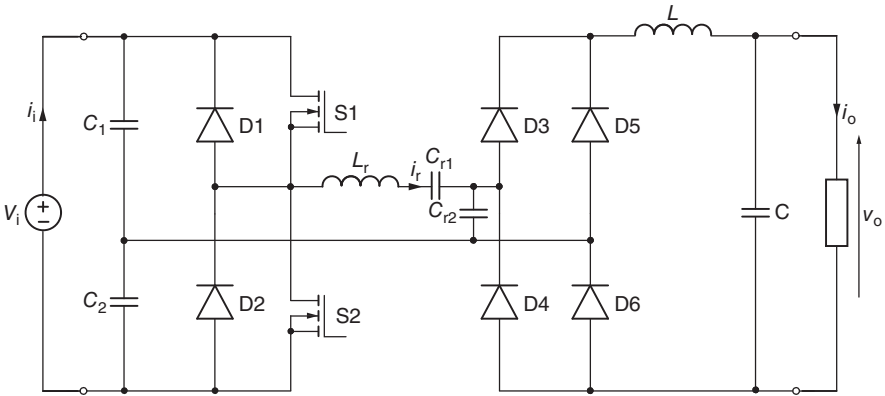 L
i_i
C_1
D1
S1
D3
D5
i_o
L_r
i_r
C_r1
C_r2
V_i
+
−
C
v_o
C_2
D2
S2
D4
D6